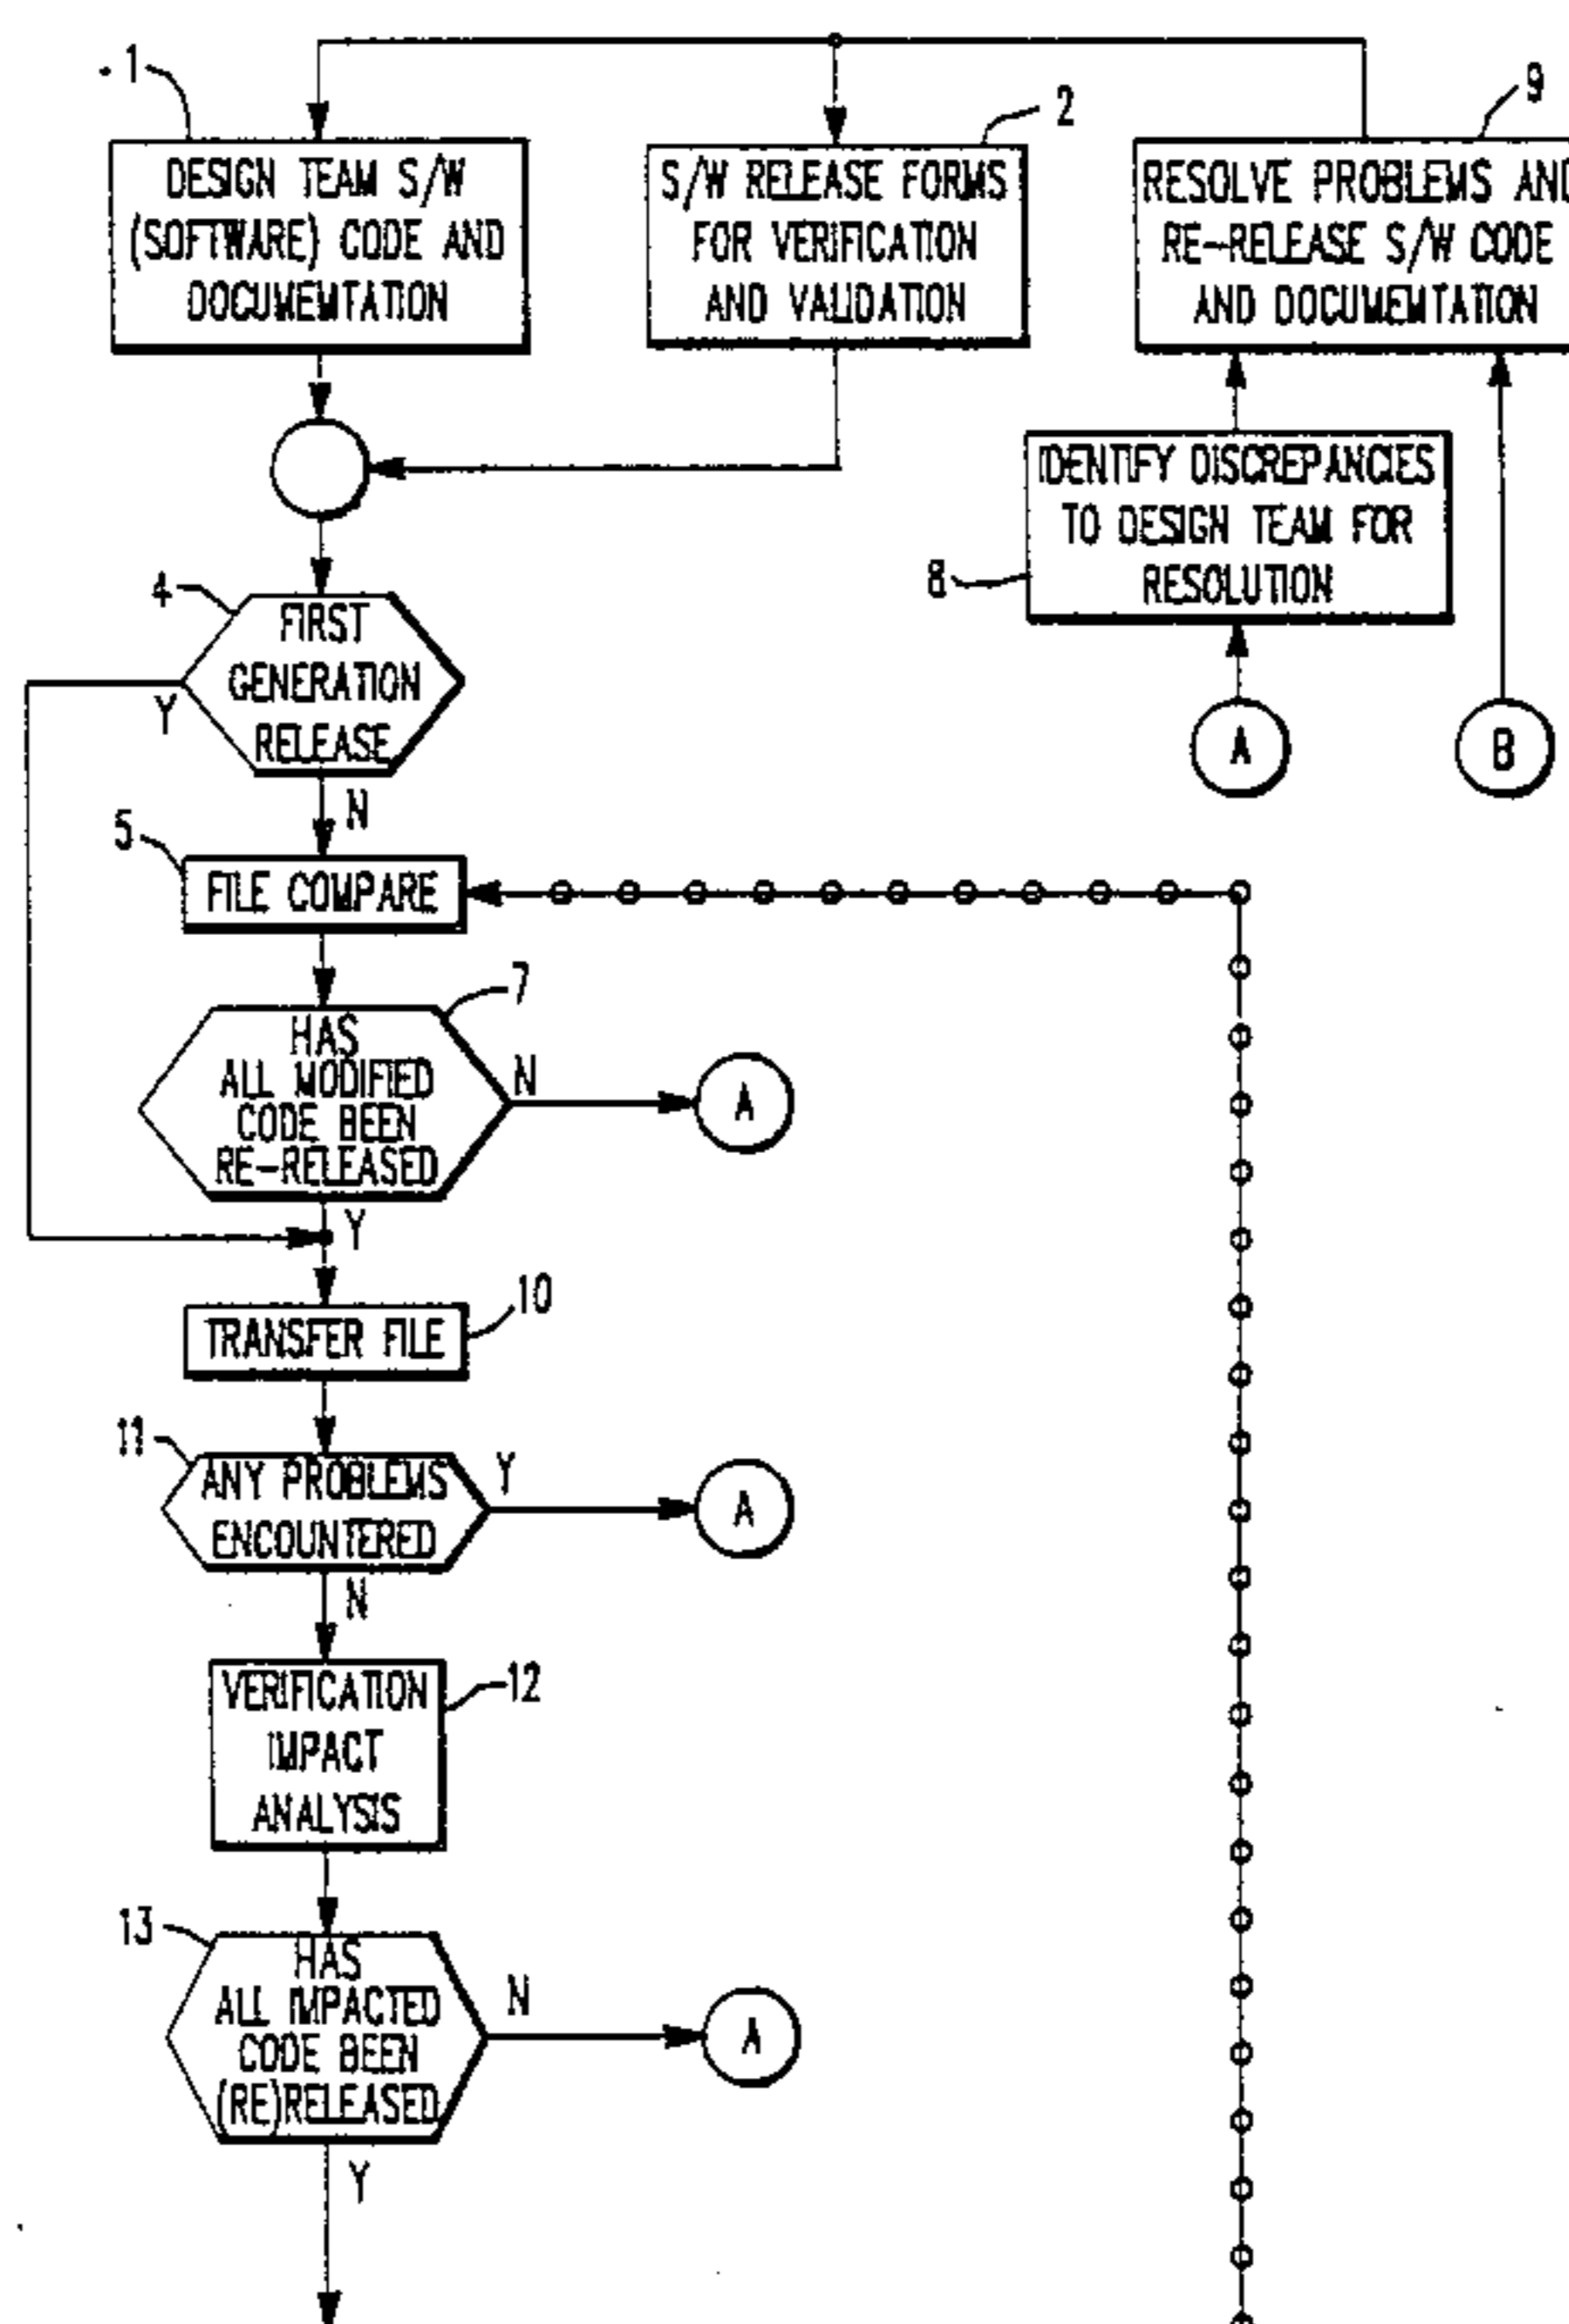 1
DESIGN TEAM S/W
(SOFTWARE) CODE AND
DOCUMEMTATION
2
S/W RELEASE FORMS
FOR VERIFICATION
AND VALIDATION
9
RESOLVE PROBLEMS AND
RE-RELEASE S/W CODE
AND DOCUMEMTATION
8
IDENTIFY DISCREPANCIES
TO DESIGN TEAM FOR
RESOLUTION
A
B
4
FIRST
GENERATION
RELEASE
Y
N
5
FILE COMPARE
7
HAS
ALL MODIFIED
CODE BEEN
RE-RELEASED
N
A
Y
10
TRANSFER FILE
11
ANY PROBLEMS
ENCOUNTERED
Y
A
N
12
VERIFICATION
IMPACT
ANALYSIS
13
HAS
ALL IMPACTED
CODE BEEN
(RE)RELEASED
N
A
Y